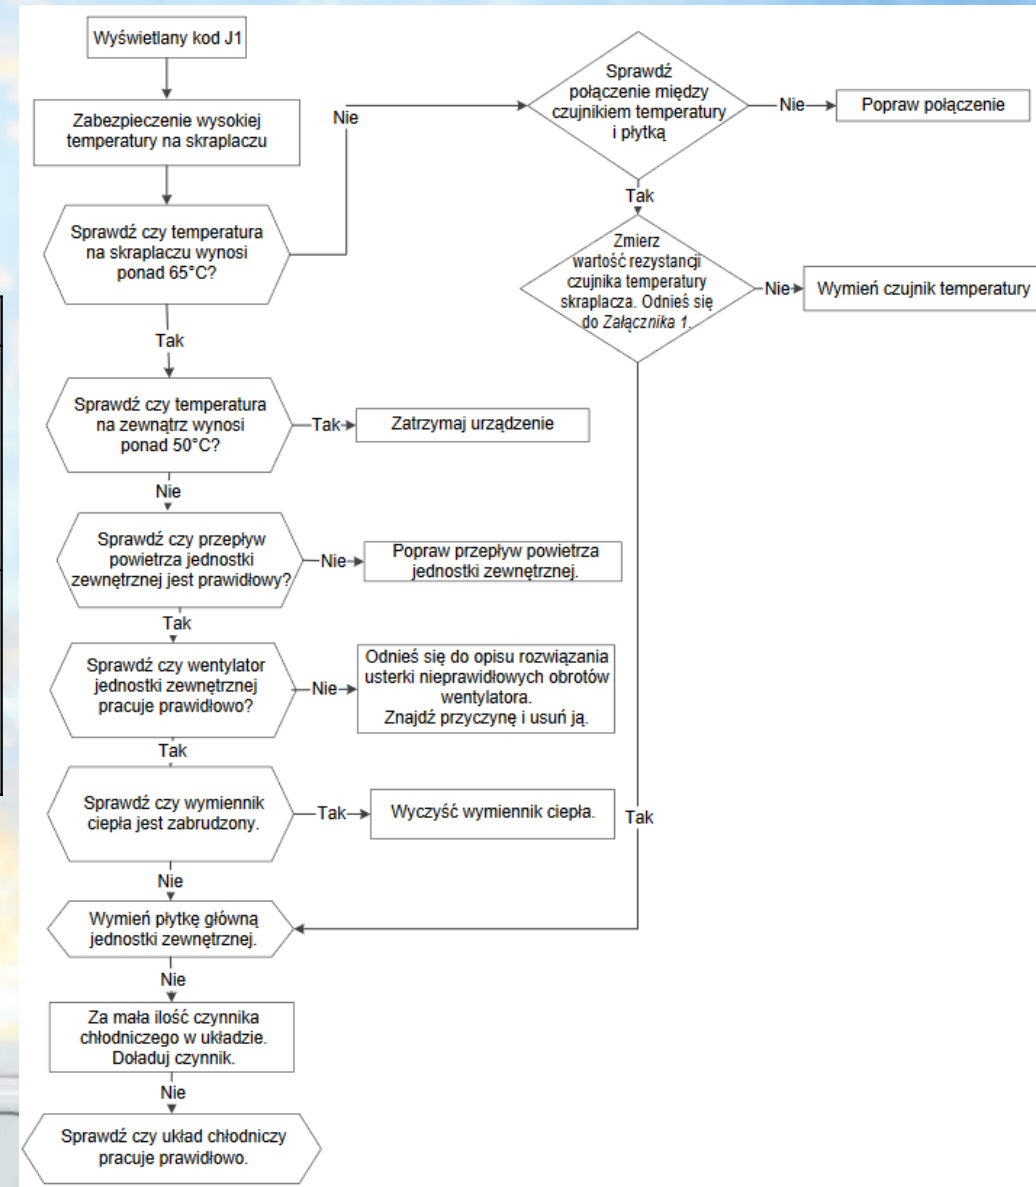 Wyświetlany kod J1
Zabezpieczenie wysokiej
temperatury na skraplaczu
Sprawdź czy temperatura
na skraplaczu wynosi
ponad 65°C?
Nie
Sprawdź
połączenie między
czujnikiem temperatury
i płytką
Nie
Popraw połączenie
Tak
Zmierz
wartość rezystancji
czujnika temperatury
skraplacza. Odnieś się
do Załącznika 1.
Nie
Wymień czujnik temperatury
Tak
Tak
Sprawdź czy temperatura
na zewnątrz wynosi
ponad 50°C?
Tak
Zatrzymaj urządzenie
Nie
Sprawdź czy przepływ
powietrza jednostki
zewnętrznej jest prawidłowy?
Nie
Popraw przepływ powietrza
jednostki zewnętrznej.
Tak
Sprawdź czy wentylator
jednostki zewnętrznej
pracuje prawidłowo?
Nie
Odnieś się do opisu rozwiązania
usterki nieprawidłowych obrotów
wentylatora.
Znajdź przyczynę i usuń ją.
Tak
Sprawdź czy wymiennik
ciepła jest zabrudzony.
Tak
Wyczyść wymiennik ciepła.
Nie
Wymień płytkę główną
jednostki zewnętrznej.
Nie
Za mała ilość czynnika
chłodniczego w układzie.
Doładuj czynnik.
Nie
Sprawdź czy układ chłodniczy
pracuje prawidłowo.